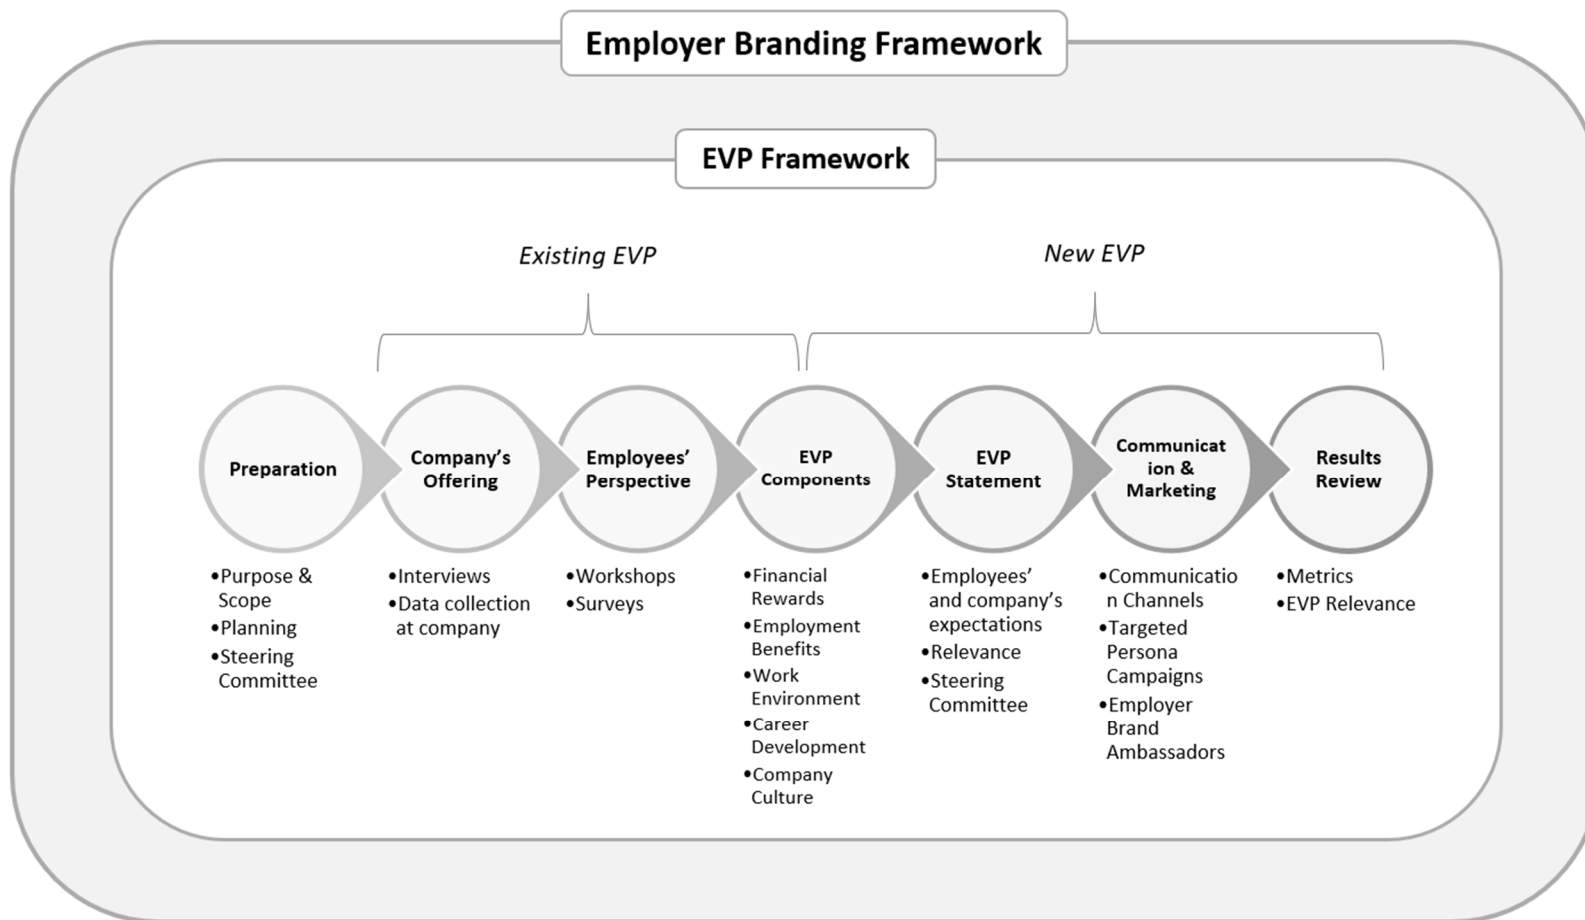 Employer Branding Framework
EVP Framework
Existing EVP
New EVP
Preparation
Company’s
Offering
Employees’
Perspective
EVP
Components
EVP
Statement
Communicat
ion &
Marketing
Results
Review
•Purpose &
Scope
•Planning
•Steering
Committee
•Interviews
•Data collection
at company
•Workshops
•Surveys
•Financial
Rewards
•Employment
Benefits
•Work
Environment
•Career
Development
•Company
Culture
•Employees’
and company’s
expectations
•Relevance
•Steering
Committee
•Communicatio
n Channels
•Targeted
Persona
Campaigns
•Employer
Brand
Ambassadors
•Metrics
•EVP Relevance